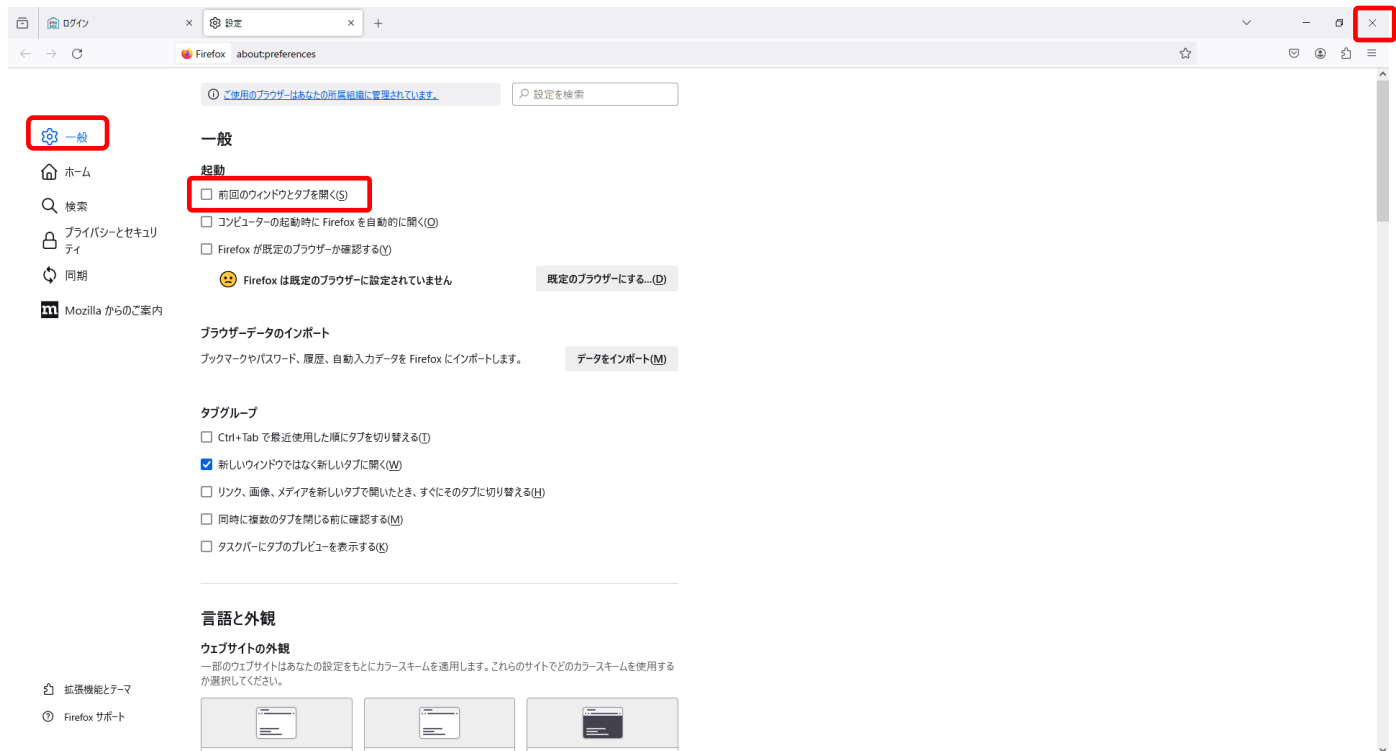 ログイン
設定
Firefox about:preferences
ご使用のブラウザーはあなたの所属組織に管理されています。
設定を検索
一般
ホーム
検索
プライバシーとセキュリ
ティ
同期
Mozilla からのご案内
拡張機能とテーマ
Firefox サポート
一般
起動
前回のウィンドウとタブを開く(S)
コンピューターの起動時に Firefox を自動的に開く(O)
Firefox が既定のブラウザーか確認する(Y)
Firefox は既定のブラウザーに設定されていません
既定のブラウザーにする...(D)
ブラウザーデータのインポート
ブックマークやパスワード、履歴、自動入力データを Firefox にインポートします。
データをインポート(M)
タブグループ
Ctrl+Tab で最近使用した順にタブを切り替える(T)
新しいウィンドウではなく新しいタブに開く(W)
リンク、画像、メディアを新しいタブで開いたとき、すぐにそのタブに切り替える(H)
同時に複数のタブを閉じる前に確認する(M)
タスクバーにタブのプレビューを表示する(K)
言語と外観
ウェブサイトの外観
一部のウェブサイトはあなたの設定をもとにカラースキームを適用します。これらのサイトでどのカラースキームを使用する
か選択してください。